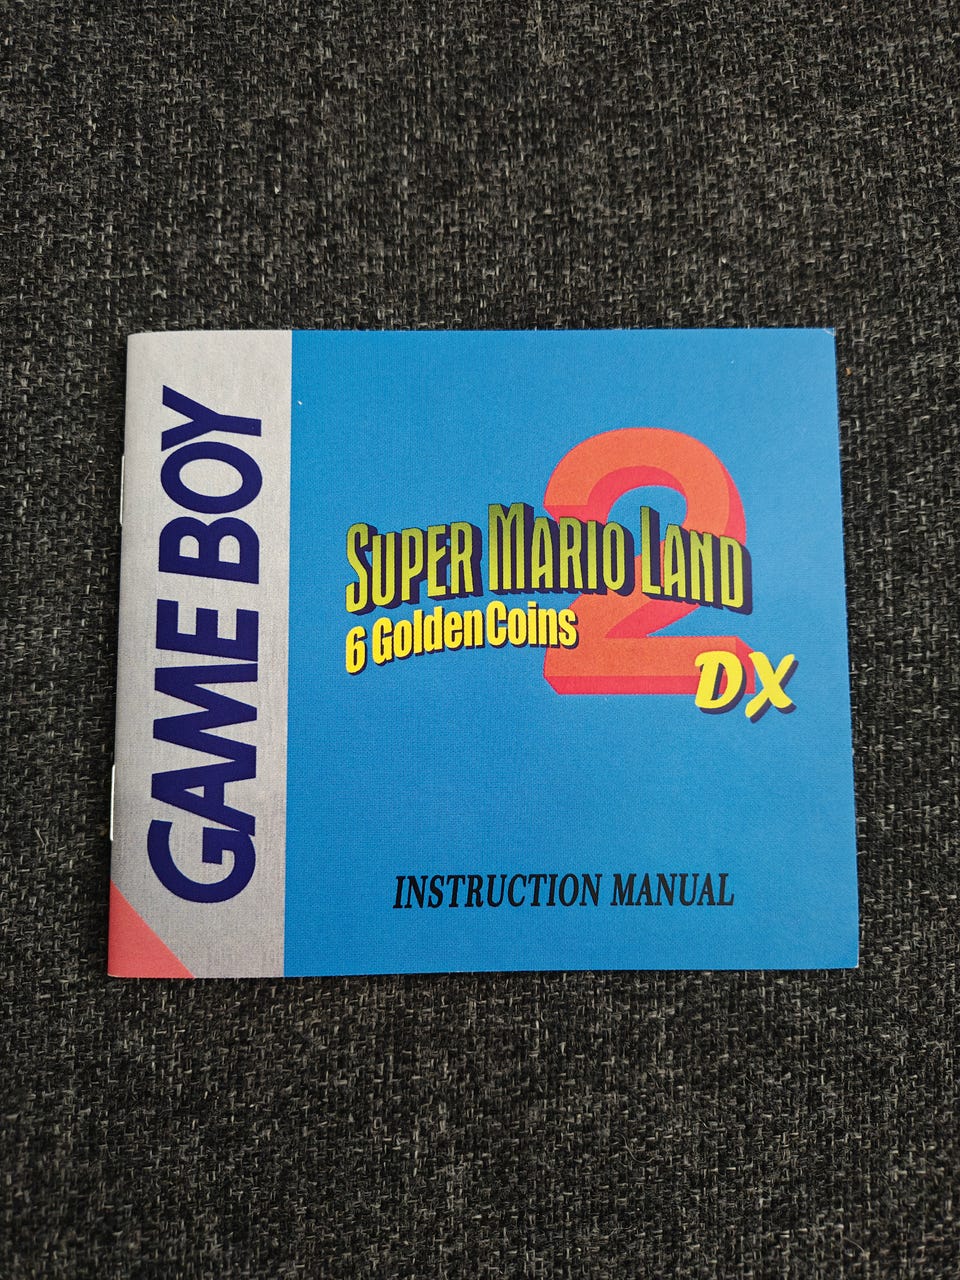 GAME BOY
2
SUPER MARIO LAND
6 Golden Coins
DX
INSTRUCTION MANUAL